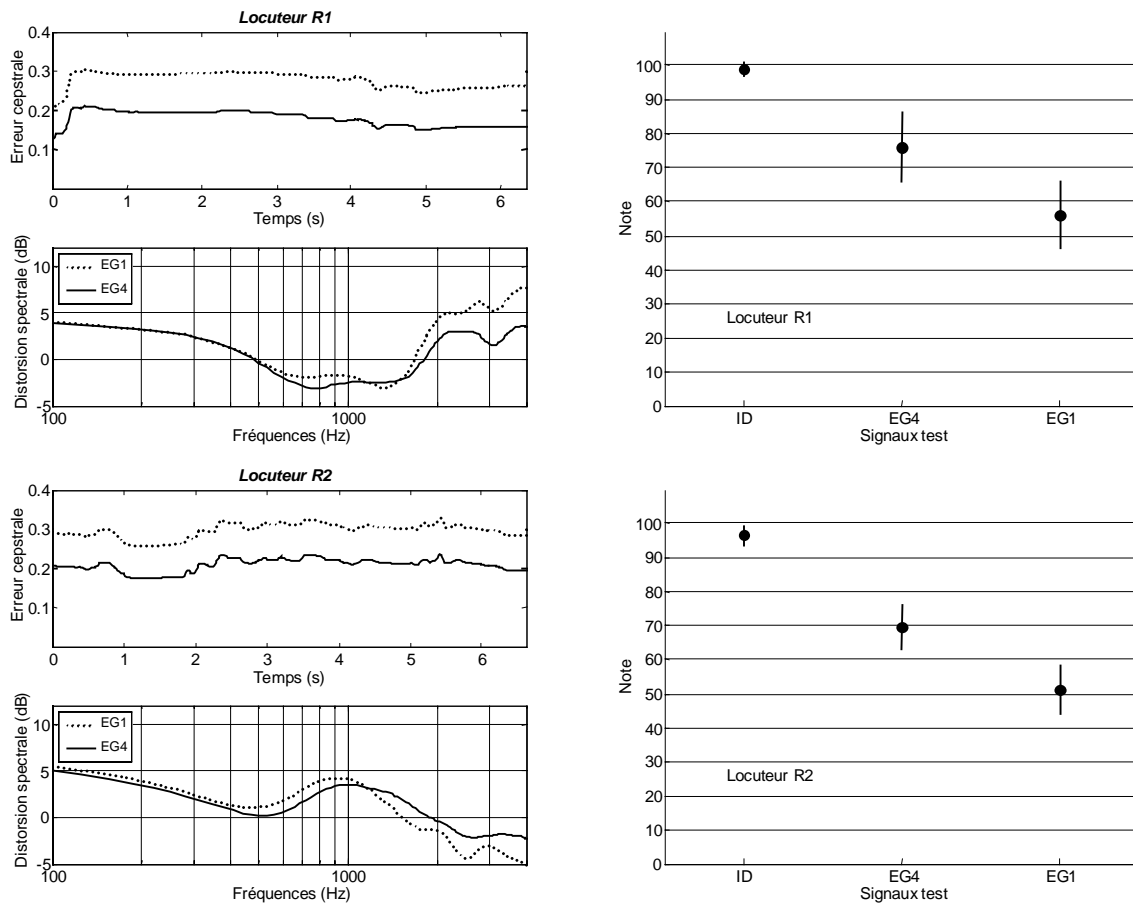 Locuteur R1
0.4
0.3
0.2
0.1
Erreur cepstrale
0 1 2 3 4 5 6
Temps (s)
10
5
0
-5
Distorsion spectrale (dB)
EG1
EG4
100 1000
Fréquences (Hz)
100
90
80
70
60
50
40
30
20
10
0
Note
Locuteur R1
ID EG4 EG1
Signaux test
Locuteur R2
0.4
0.3
0.2
0.1
Erreur cepstrale
0 1 2 3 4 5 6
Temps (s)
10
5
0
-5
Distorsion spectrale (dB)
EG1
EG4
100 1000
Fréquences (Hz)
100
90
80
70
60
50
40
30
20
10
0
Note
Locuteur R2
ID EG4 EG1
Signaux test